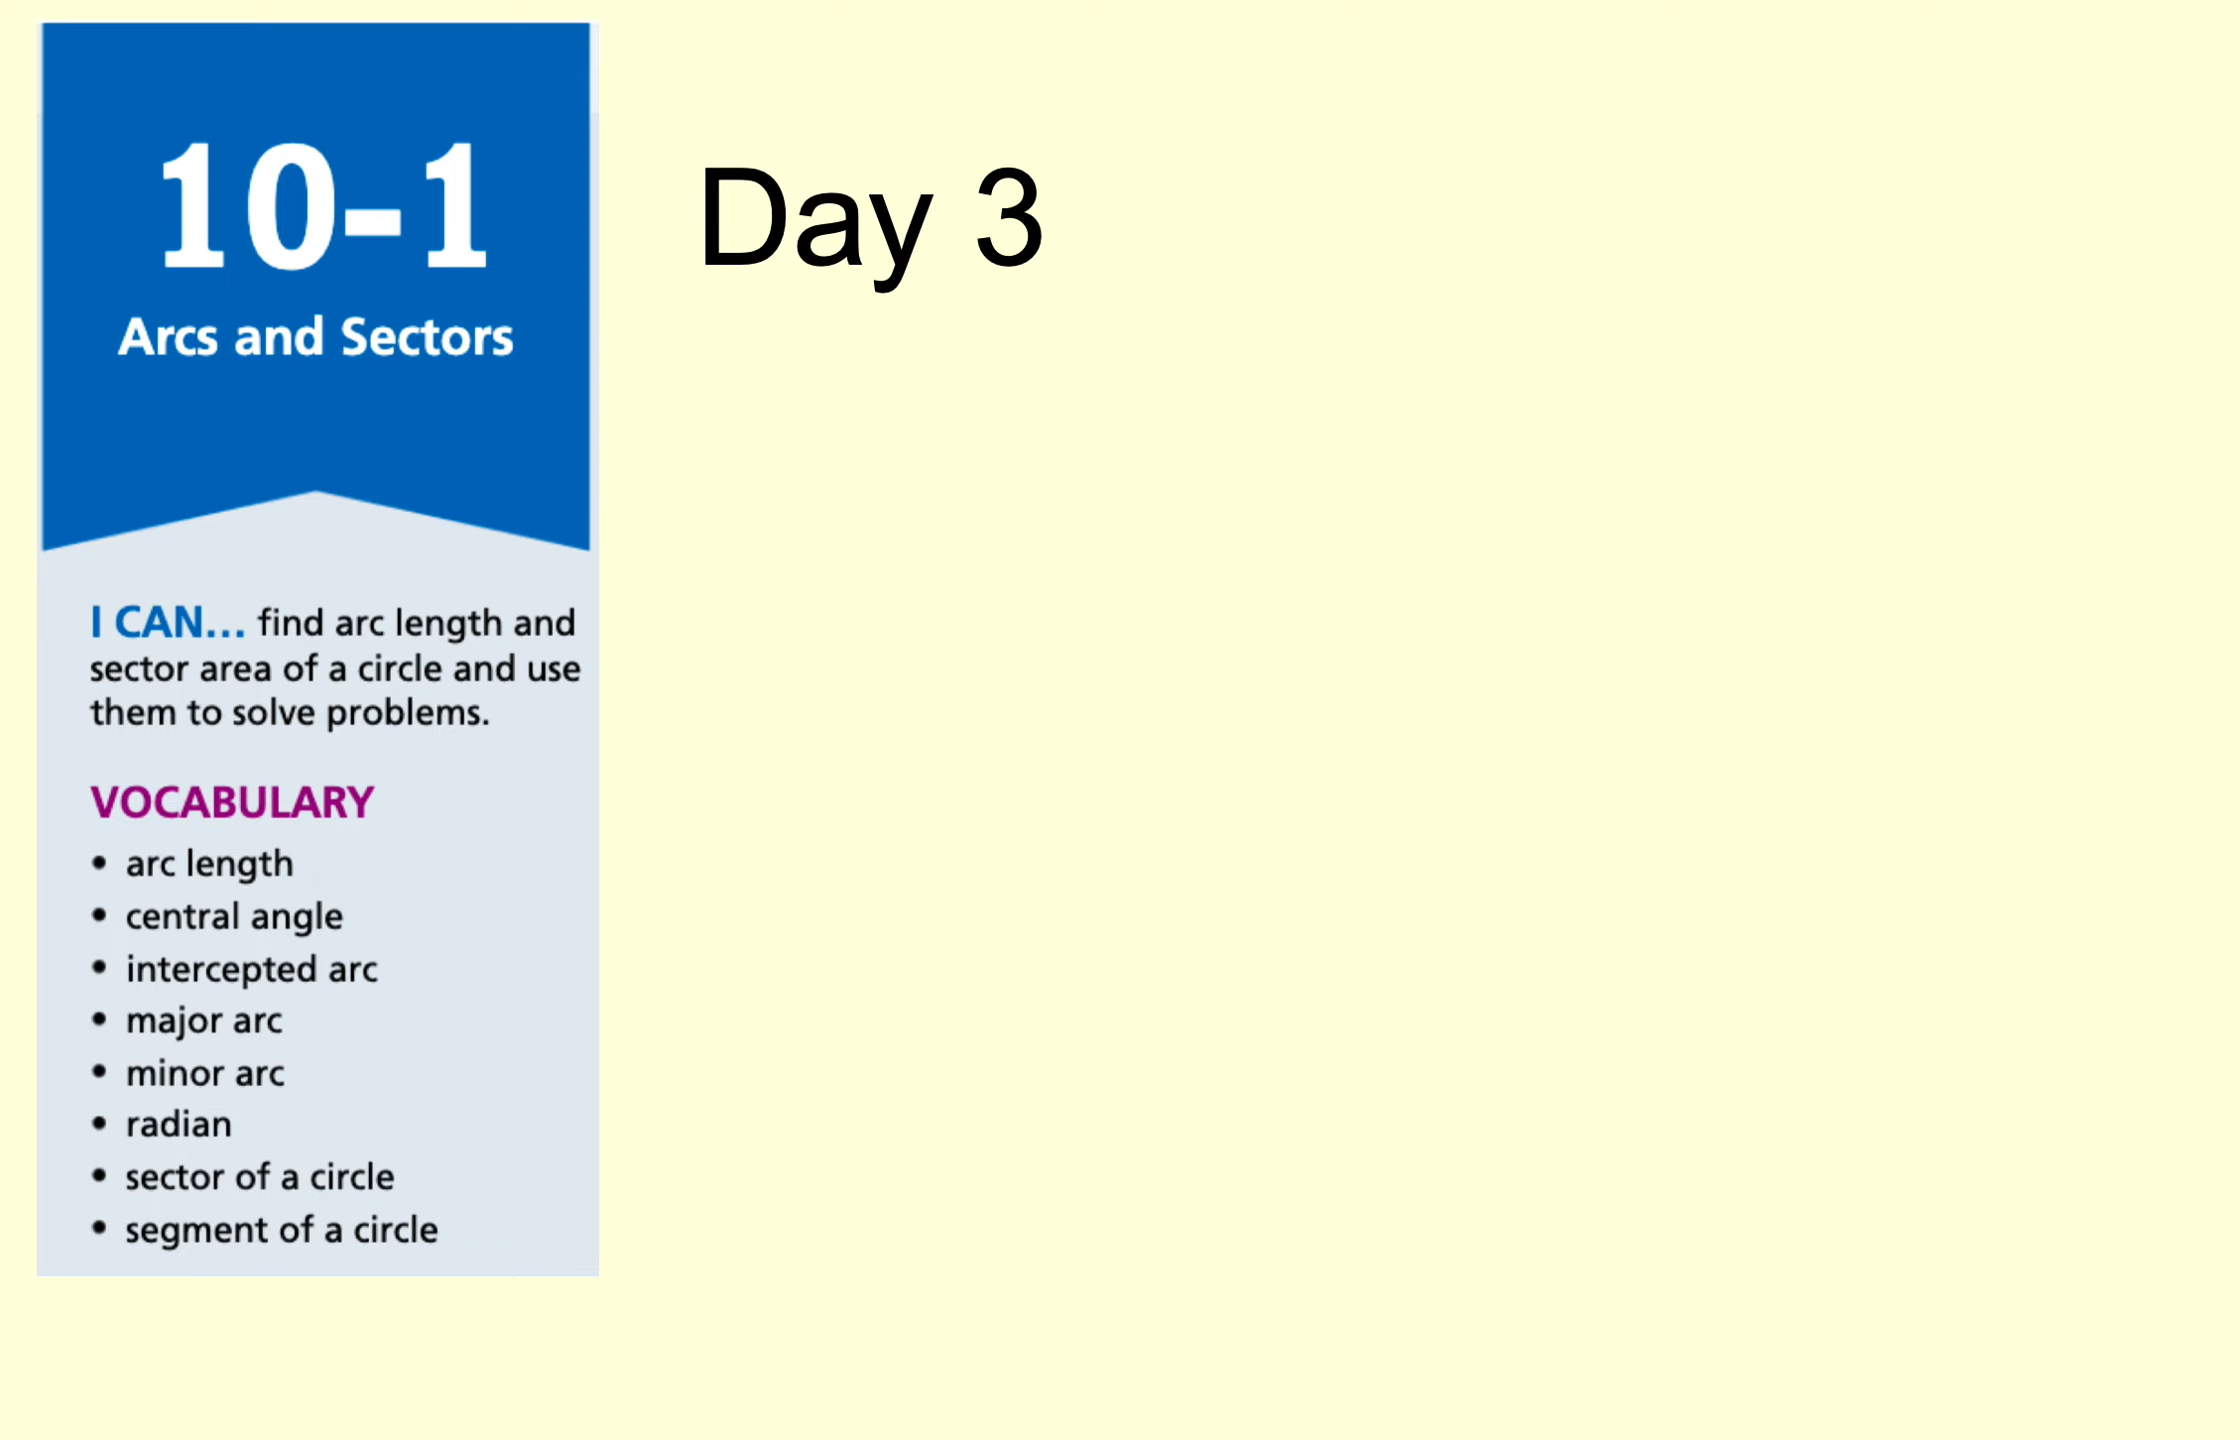 10-1
Arcs and Sectors
Day 3
I CAN... find arc length and
sector area of a circle and use
them to solve problems.
VOCABULARY
• arc length
• central angle
• intercepted arc
• major arc
• minor arc
• radian
• sector of a circle
• segment of a circle